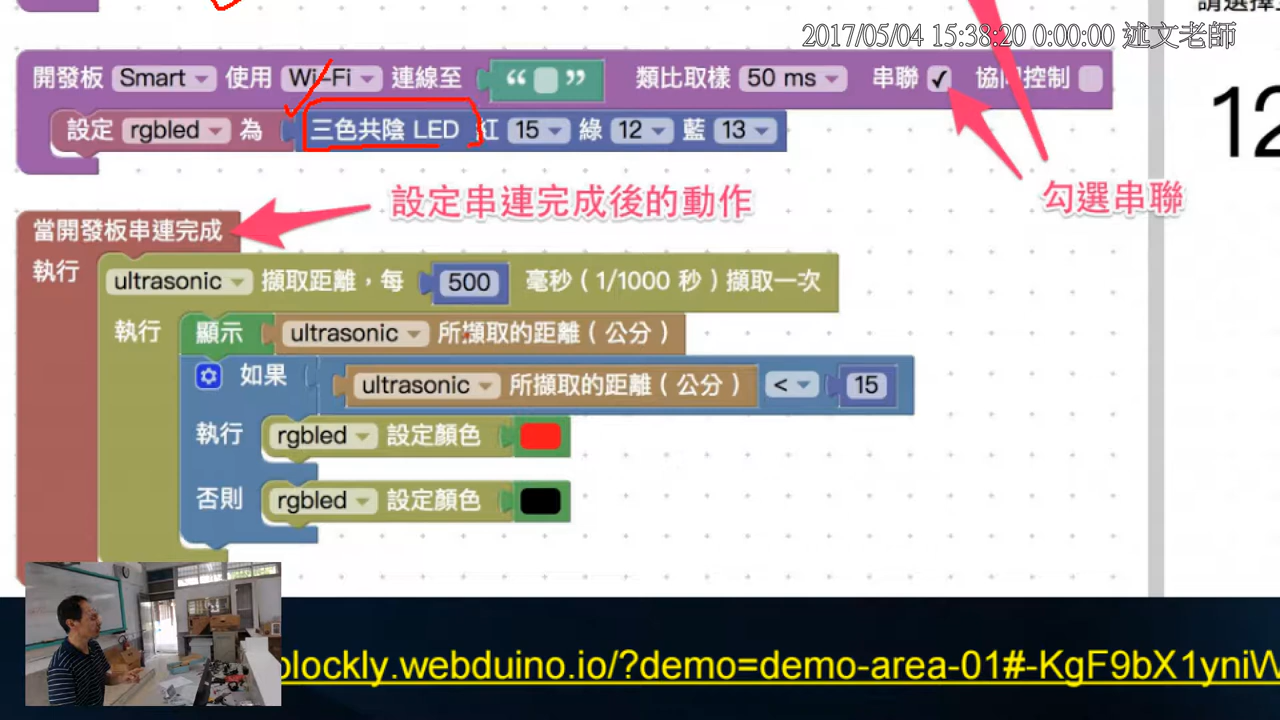 請選擇
2017/05/04 15:38:20 0:00:00 述文老師
開發板 Smart 使用 Wi-Fi 連線至 “ ” 類比取樣 50 ms 串聯 ✓ 協同控制
設定 rgbled 為 三色共陰 LED 紅 15 綠 12 藍 13
12
設定串連完成後的動作
勾選串聯
當開發板串連完成
執行 ultrasonic 擷取距離，每 500 毫秒（1/1000 秒）擷取一次
執行 顯示 ultrasonic 所擷取的距離（公分）
如果 ultrasonic 所擷取的距離（公分） < 15
執行 rgbled 設定顏色
否則 rgbled 設定顏色
blockly.webduino.io/?demo=demo-area-01#-KgF9bX1yniW